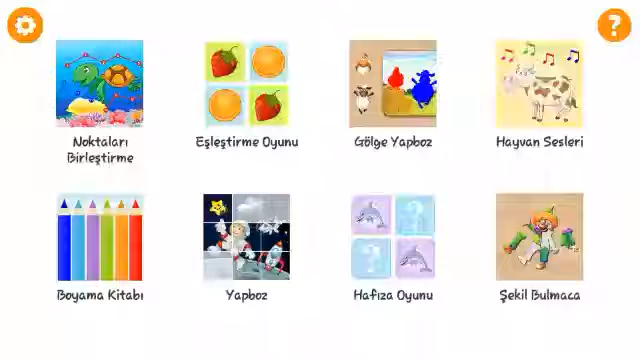 ?
Noktaları
Birleştirme
Eşleştirme Oyunu
Gölge Yapboz
Hayvan Sesleri
Boyama Kitabı
Yapboz
Hafıza Oyunu
Şekil Bulmaca